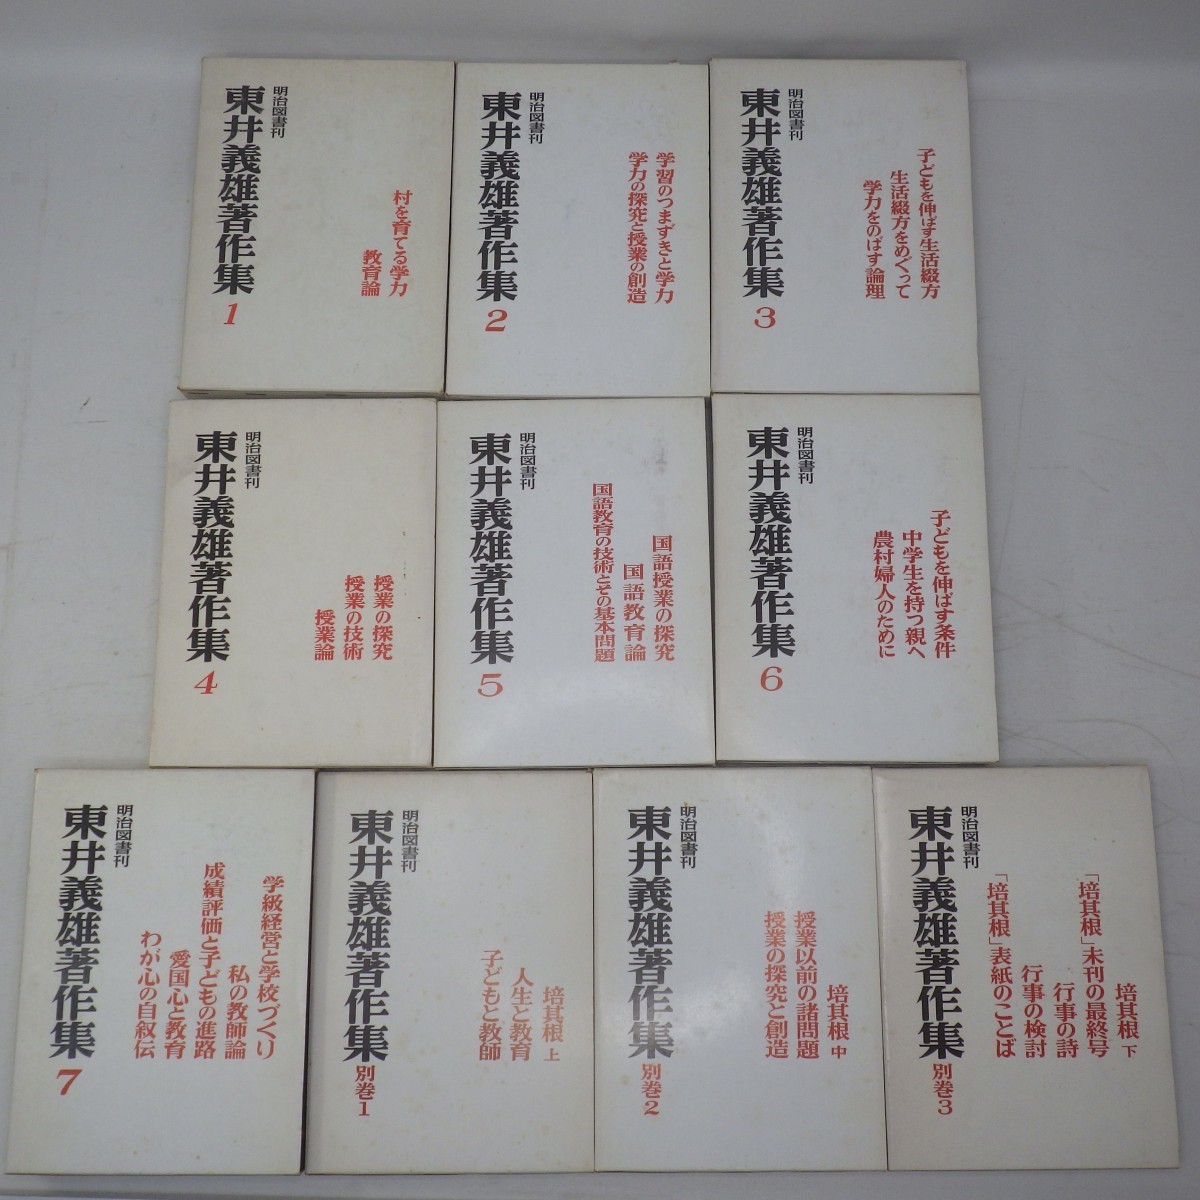 明治図書刊
東井義雄著作集
1
村を育てる学力
教育論
明治図書刊
東井義雄著作集
2
学習のつまずきと学力
学力の探究と授業の創造
明治図書刊
東井義雄著作集
3
子どもを伸ばす生活綴方
生活綴方をめぐって
学力をのばす論理
明治図書刊
東井義雄著作集
4
授業の探究
授業の技術
授業論
明治図書刊
東井義雄著作集
5
国語授業の探究
国語教育論
国語教育の技術とその基本問題
明治図書刊
東井義雄著作集
6
子どもを伸ばす条件
中学生を持つ親へ
農村婦人のために
明治図書刊
東井義雄著作集
7
学級経営と学校づくり
私の教師論
成績評価と子どもの進路
愛国心と教育
わが心の自叙伝
明治図書刊
東井義雄著作集
別巻1
培其根 上
人生と教育
子どもと教師
明治図書刊
東井義雄著作集
別巻2
培其根 中
授業以前の諸問題
授業の探究と創造
明治図書刊
東井義雄著作集
別巻3
培其根 下
「培其根」未刊の最終号
行事の詩
行事の検討
「培其根」表紙のことば